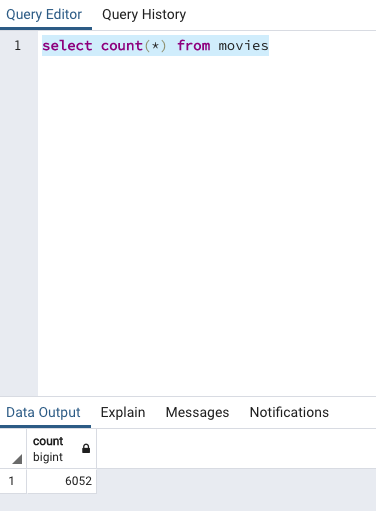 Query Editor Query History
1 select count(*) from movies
Data Output Explain Messages Notifications
count
bigint
1 6052